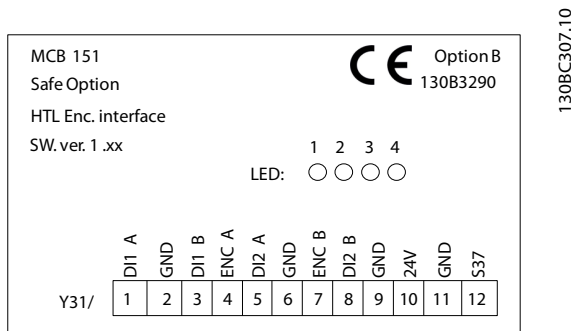 130BC307.10
MCB 151
Safe Option
HTL Enc. interface
SW. ver. 1 .xx
CE
Option B
130B3290
1 2 3 4
LED:
DI1 A
GND
DI1 B
ENC A
DI2 A
GND
ENC B
DI2 B
GND
24V
GND
S37
Y31/ 1 2 3 4 5 6 7 8 9 10 11 12